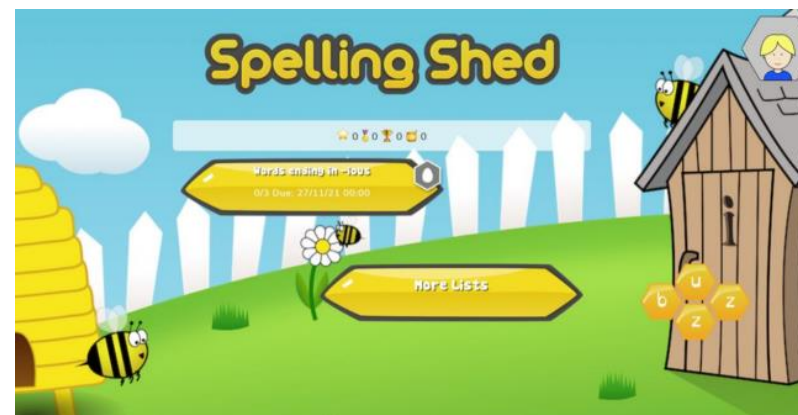 Spelling Shed
0 0 0 0
Words ending in -ious
0/3 Due: 27/11/21 00:00
More Lists
i
b u z z